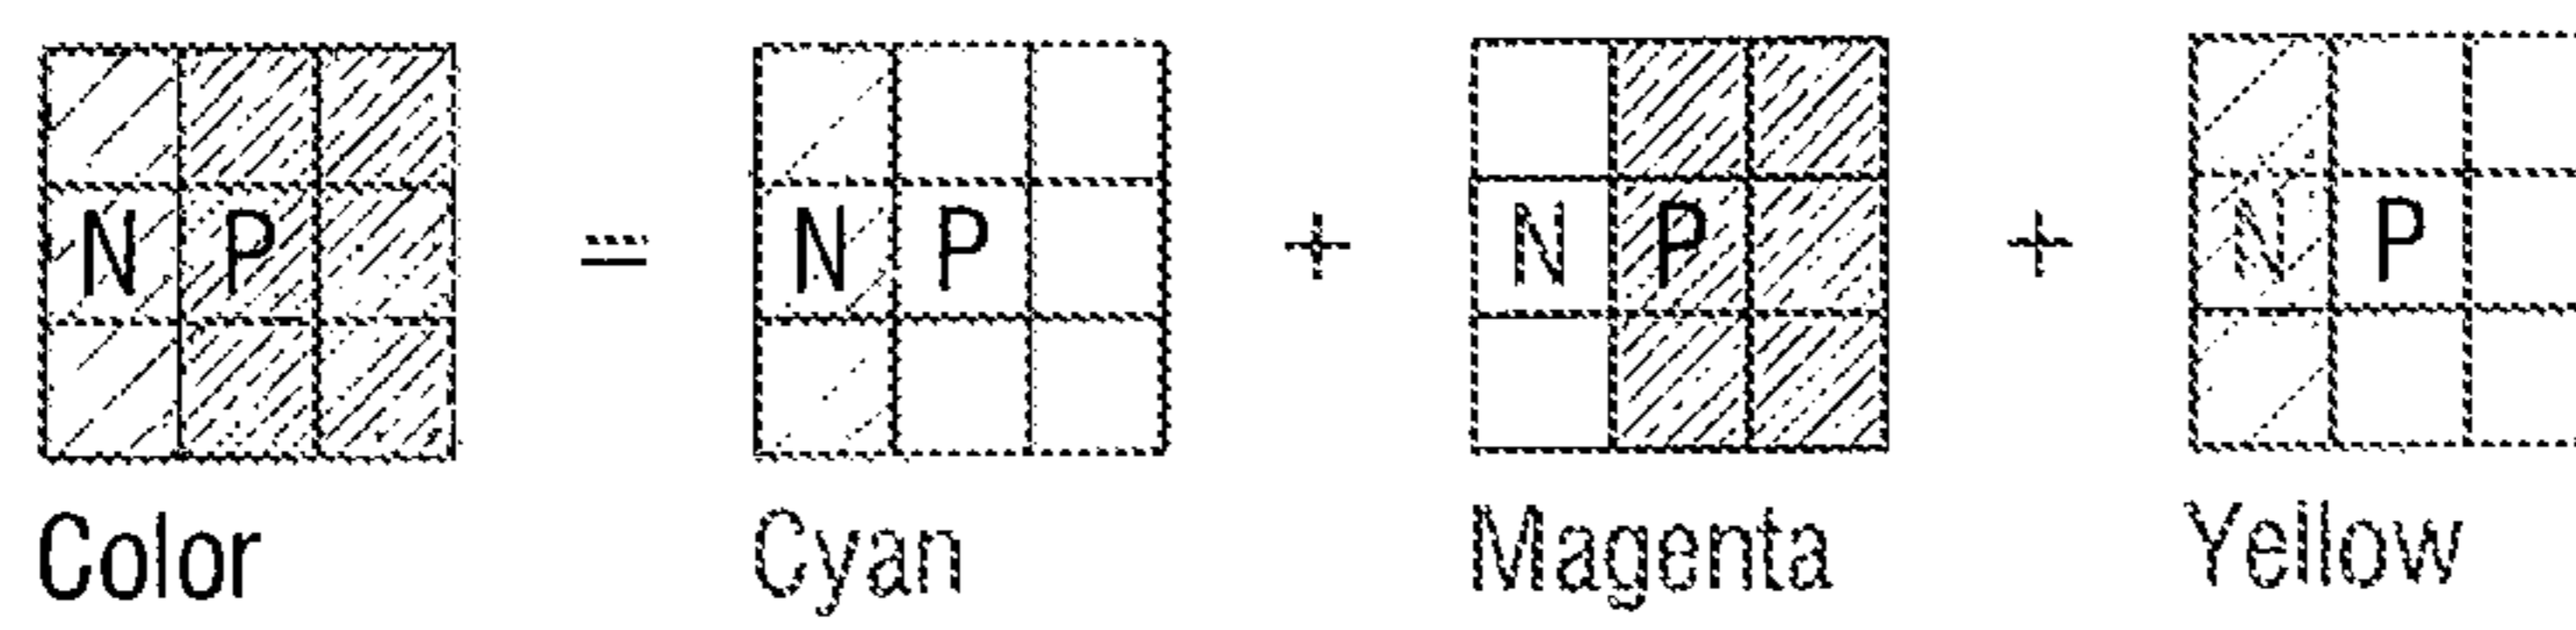 N P = N P + N P + N P
Color Cyan Magenta Yellow